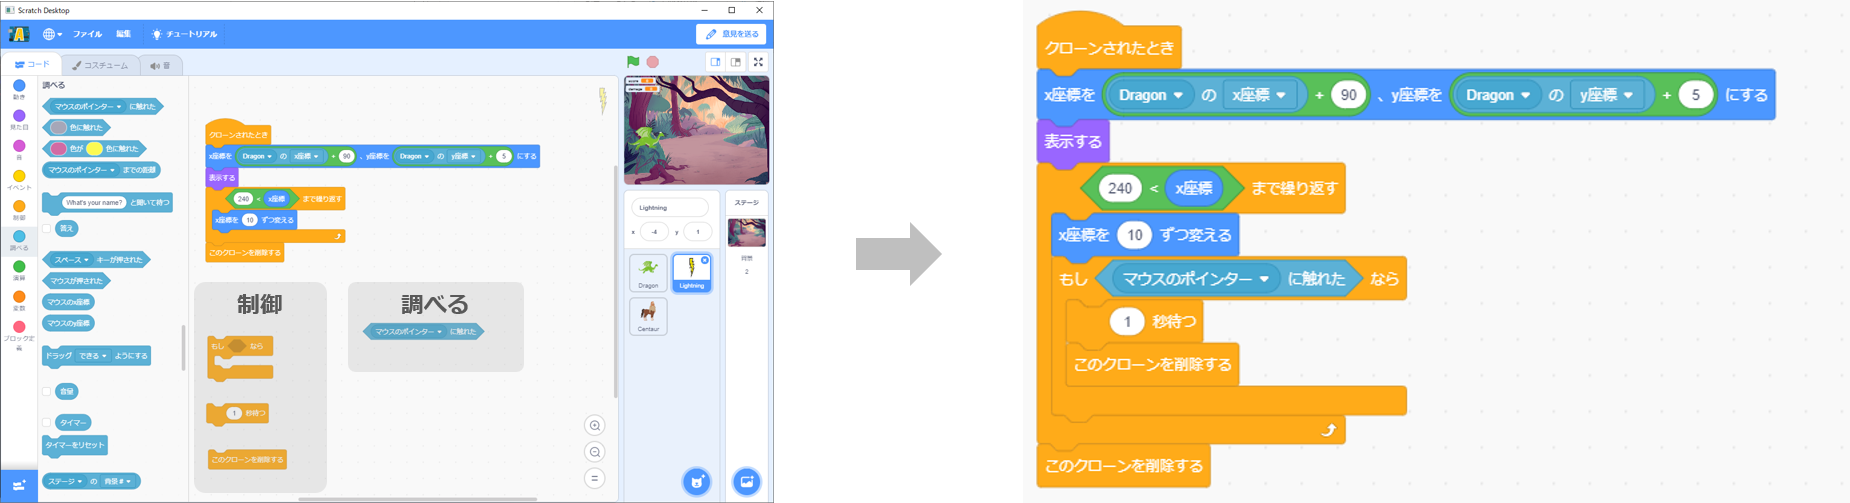 Scratch Desktop
ファイル 編集 チュートリアル 意見を送る
コード コスチューム 音
動き
見た目
音
イベント
制御
調べる
演算
変数
ブロック定義
調べる
マウスのポインター に触れた
色に触れた
色が 色に触れた
マウスのポインター までの距離
What's your name? と聞いて待つ
答え
スペース キーが押された
マウスが押された
マウスのx座標
マウスのy座標
ドラッグ できる ようにする
音量
タイマー
タイマーをリセット
ステージ の 背景 #
クローンされたとき
x座標を Dragon の x座標 + 90 、y座標を Dragon の y座標 + 5 にする
表示する
240 < x座標 まで繰り返す
x座標を 10 ずつ変える
このクローンを削除する
制御
もし なら
1 秒待つ
このクローンを削除する
調べる
マウスのポインター に触れた
score
damage
Lightning
x -4 y 1
Dragon
Lightning
Centaur
ステージ
背景
2
クローンされたとき
x座標を Dragon の x座標 + 90 、y座標を Dragon の y座標 + 5 にする
表示する
240 < x座標 まで繰り返す
x座標を 10 ずつ変える
もし マウスのポインター に触れた なら
1 秒待つ
このクローンを削除する
このクローンを削除する